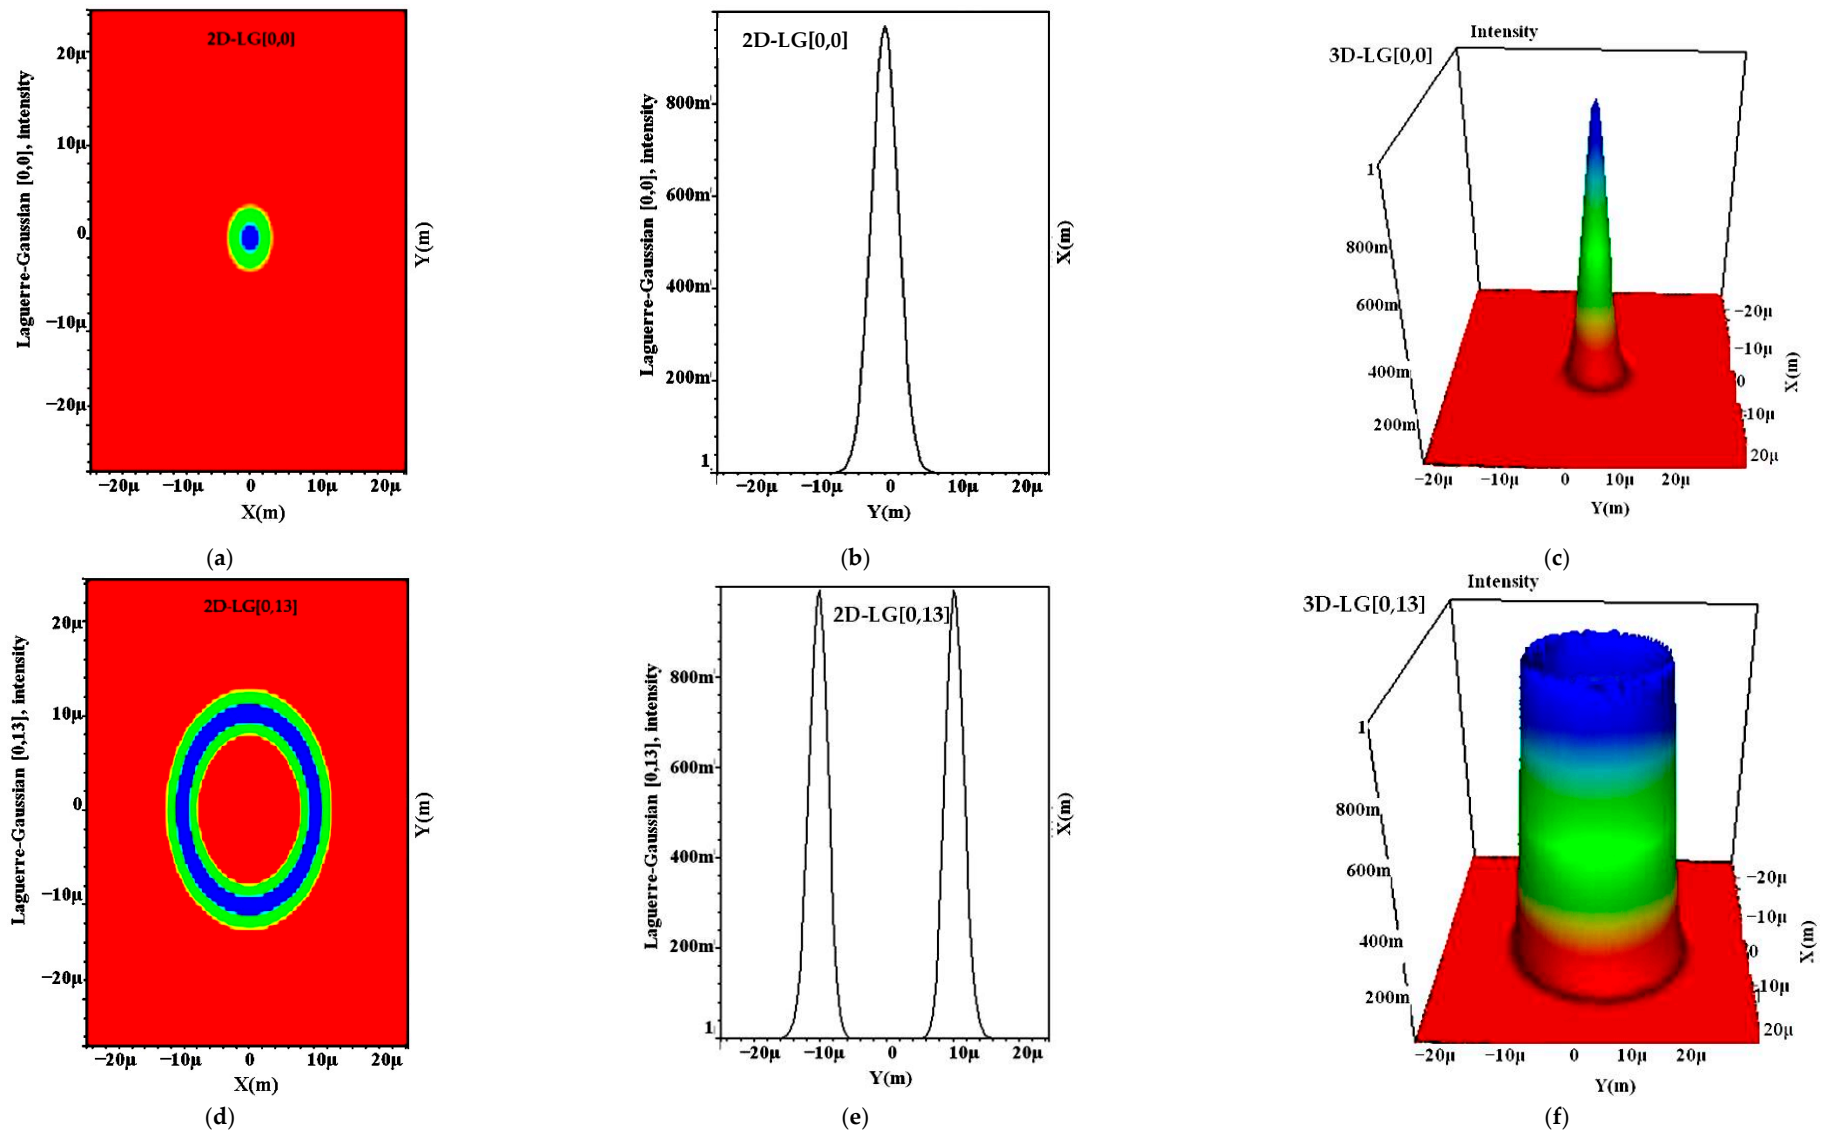 2D-LG[0,0]
Laguerre-Gaussian [0,0], intensity
20μ
10μ
0
−10μ
−20μ
−20μ −10μ 0 10μ 20μ
X(m)
Y(m)
(a)
2D-LG[0,0]
Laguerre-Gaussian [0,0], intensity
800m
600m
400m
200m
1
−20μ −10μ 0 10μ 20μ
Y(m)
X(m)
(b)
Intensity
3D-LG[0,0]
1
800m
600m
400m
200m
−20μ −10μ 0 10μ 20μ
Y(m)
−20μ
−10μ
0
10μ
20μ
X(m)
(c)
2D-LG[0,13]
Laguerre-Gaussian [0,13], intensity
20μ
10μ
0
−10μ
−20μ
−20μ −10μ 0 10μ 20μ
X(m)
Y(m)
(d)
2D-LG[0,13]
Laguerre-Gaussian [0,13], intensity
800m
600m
400m
200m
1
−20μ −10μ 0 10μ 20μ
Y(m)
X(m)
(e)
Intensity
3D-LG[0,13]
1
800m
600m
400m
200m
−20μ −10μ 0 10μ 20μ
Y(m)
−20μ
−10μ
0
10μ
20μ
X(m)
(f)